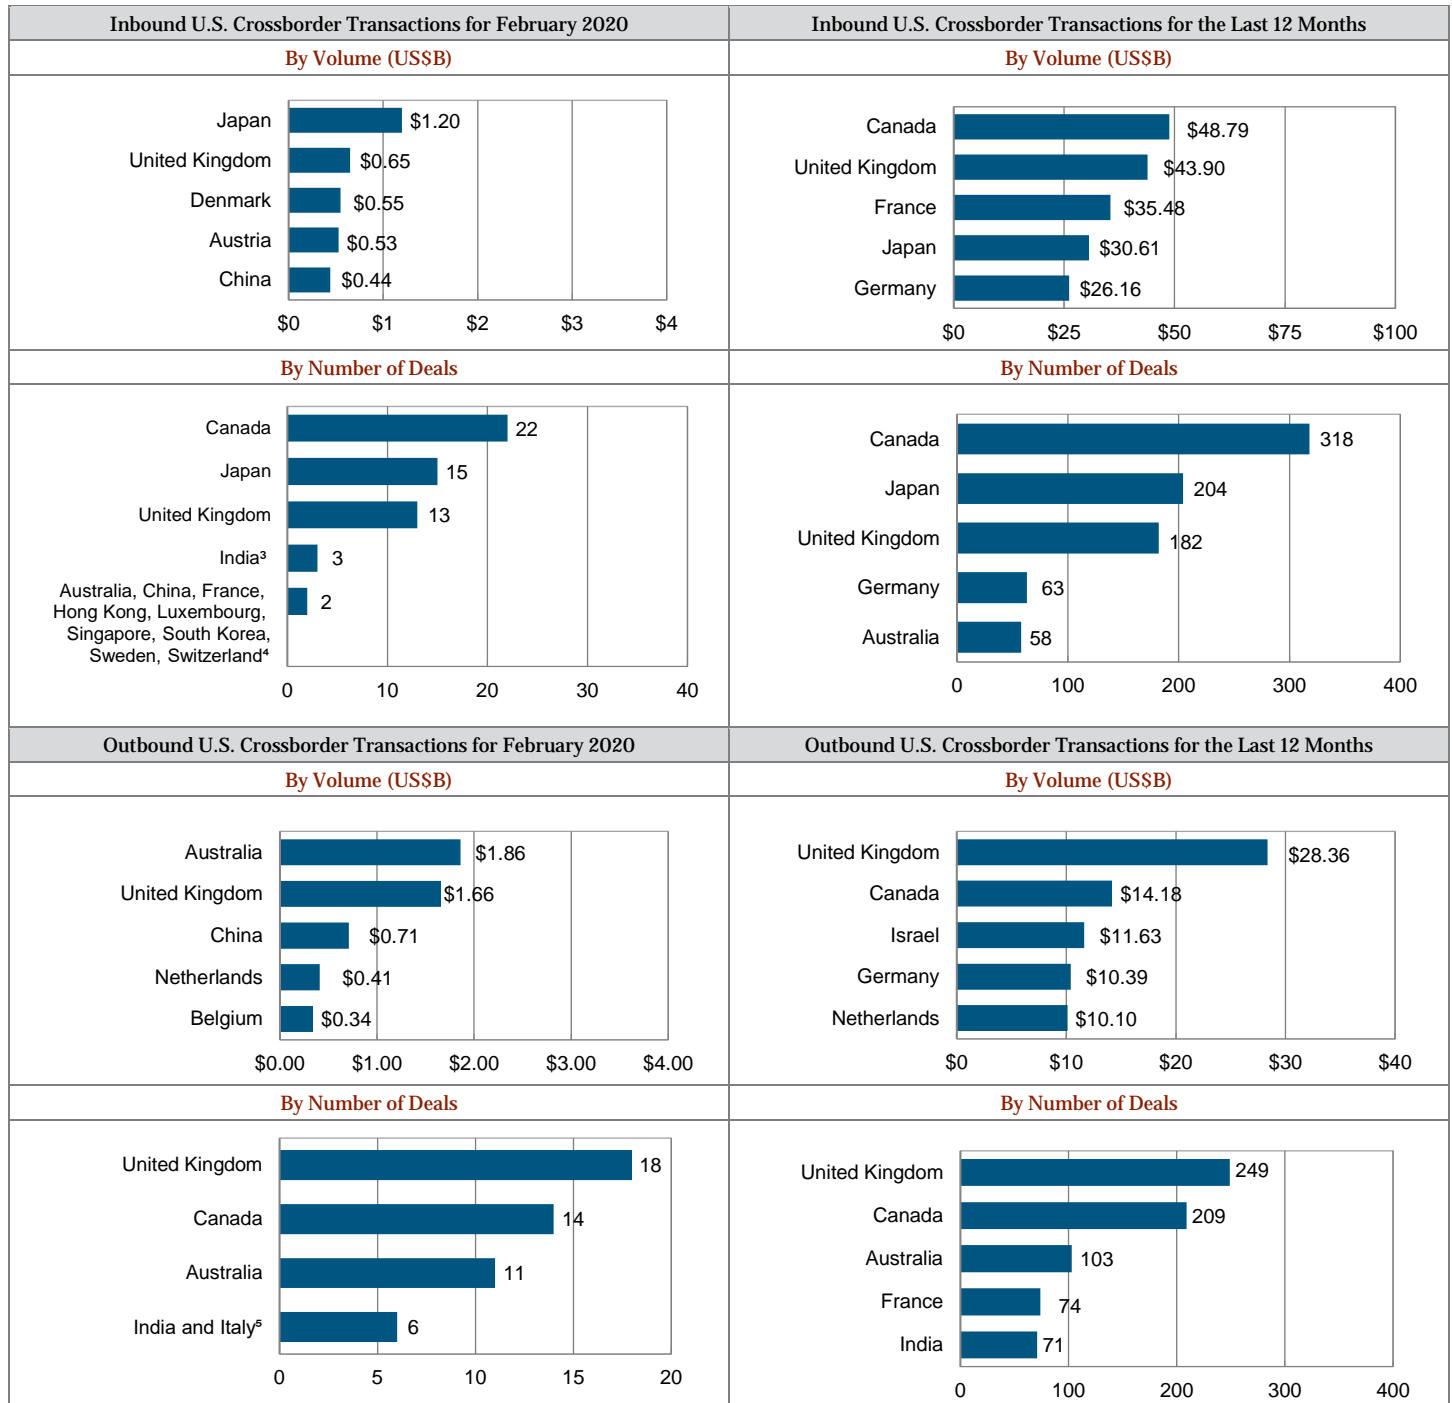 Inbound U.S. Crossborder Transactions for February 2020
By Volume (US$B)
Japan $1.20
United Kingdom $0.65
Denmark $0.55
Austria $0.53
China $0.44
$0 $1 $2 $3 $4
By Number of Deals
Canada 22
Japan 15
United Kingdom 13
India³ 3
Australia, China, France,
Hong Kong, Luxembourg,
Singapore, South Korea,
Sweden, Switzerland⁴
2
0 10 20 30 40
Inbound U.S. Crossborder Transactions for the Last 12 Months
By Volume (US$B)
Canada $48.79
United Kingdom $43.90
France $35.48
Japan $30.61
Germany $26.16
$0 $25 $50 $75 $100
By Number of Deals
Canada 318
Japan 204
United Kingdom 182
Germany 63
Australia 58
0 100 200 300 400
Outbound U.S. Crossborder Transactions for February 2020
By Volume (US$B)
Australia $1.86
United Kingdom $1.66
China $0.71
Netherlands $0.41
Belgium $0.34
$0.00 $1.00 $2.00 $3.00 $4.00
By Number of Deals
United Kingdom 18
Canada 14
Australia 11
India and Italy⁵ 6
0 5 10 15 20
Outbound U.S. Crossborder Transactions for the Last 12 Months
By Volume (US$B)
United Kingdom $28.36
Canada $14.18
Israel $11.63
Germany $10.39
Netherlands $10.10
$0 $10 $20 $30 $40
By Number of Deals
United Kingdom 249
Canada 209
Australia 103
France 74
India 71
0 100 200 300 400